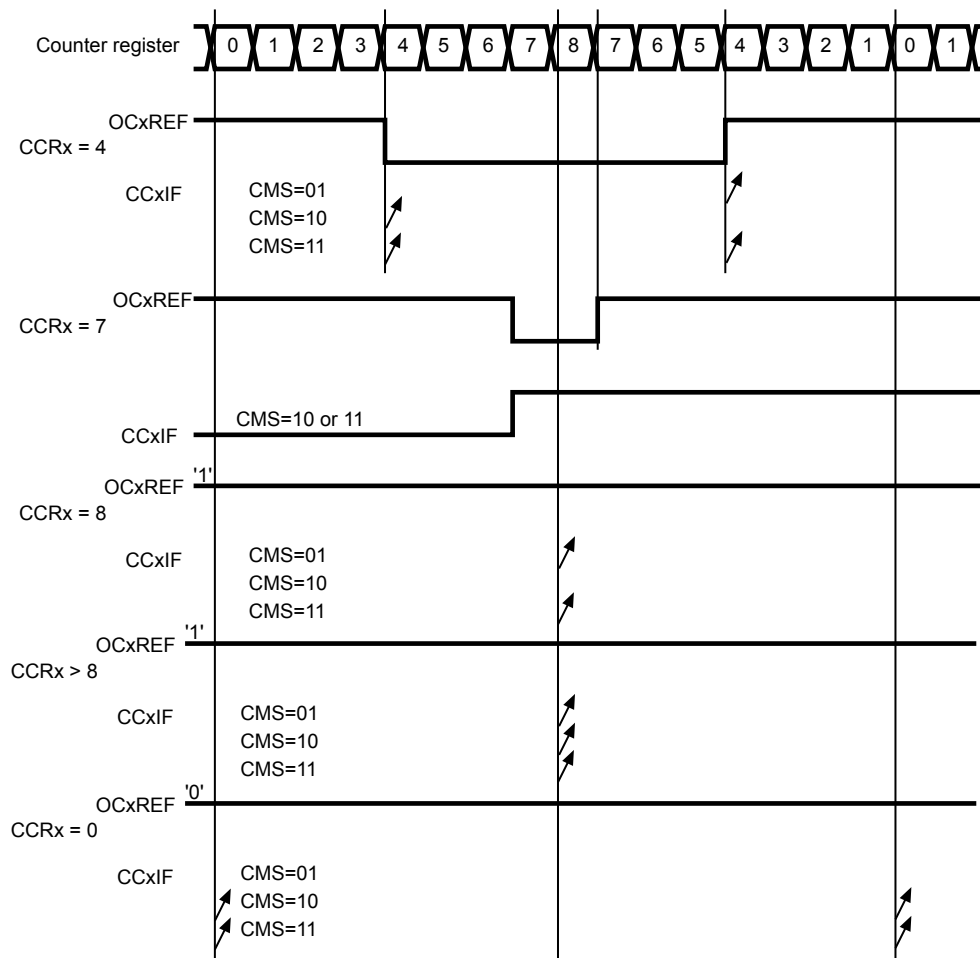 Counter register 0 1 2 3 4 5 6 7 8 7 6 5 4 3 2 1 0 1
OCxREF
CCRx = 4
CCxIF
CMS=01
CMS=10
CMS=11
OCxREF
CCRx = 7
CMS=10 or 11
CCxIF
'1'
OCxREF
CCRx = 8
CCxIF
CMS=01
CMS=10
CMS=11
'1'
OCxREF
CCRx > 8
CCxIF
CMS=01
CMS=10
CMS=11
'0'
OCxREF
CCRx = 0
CCxIF
CMS=01
CMS=10
CMS=11